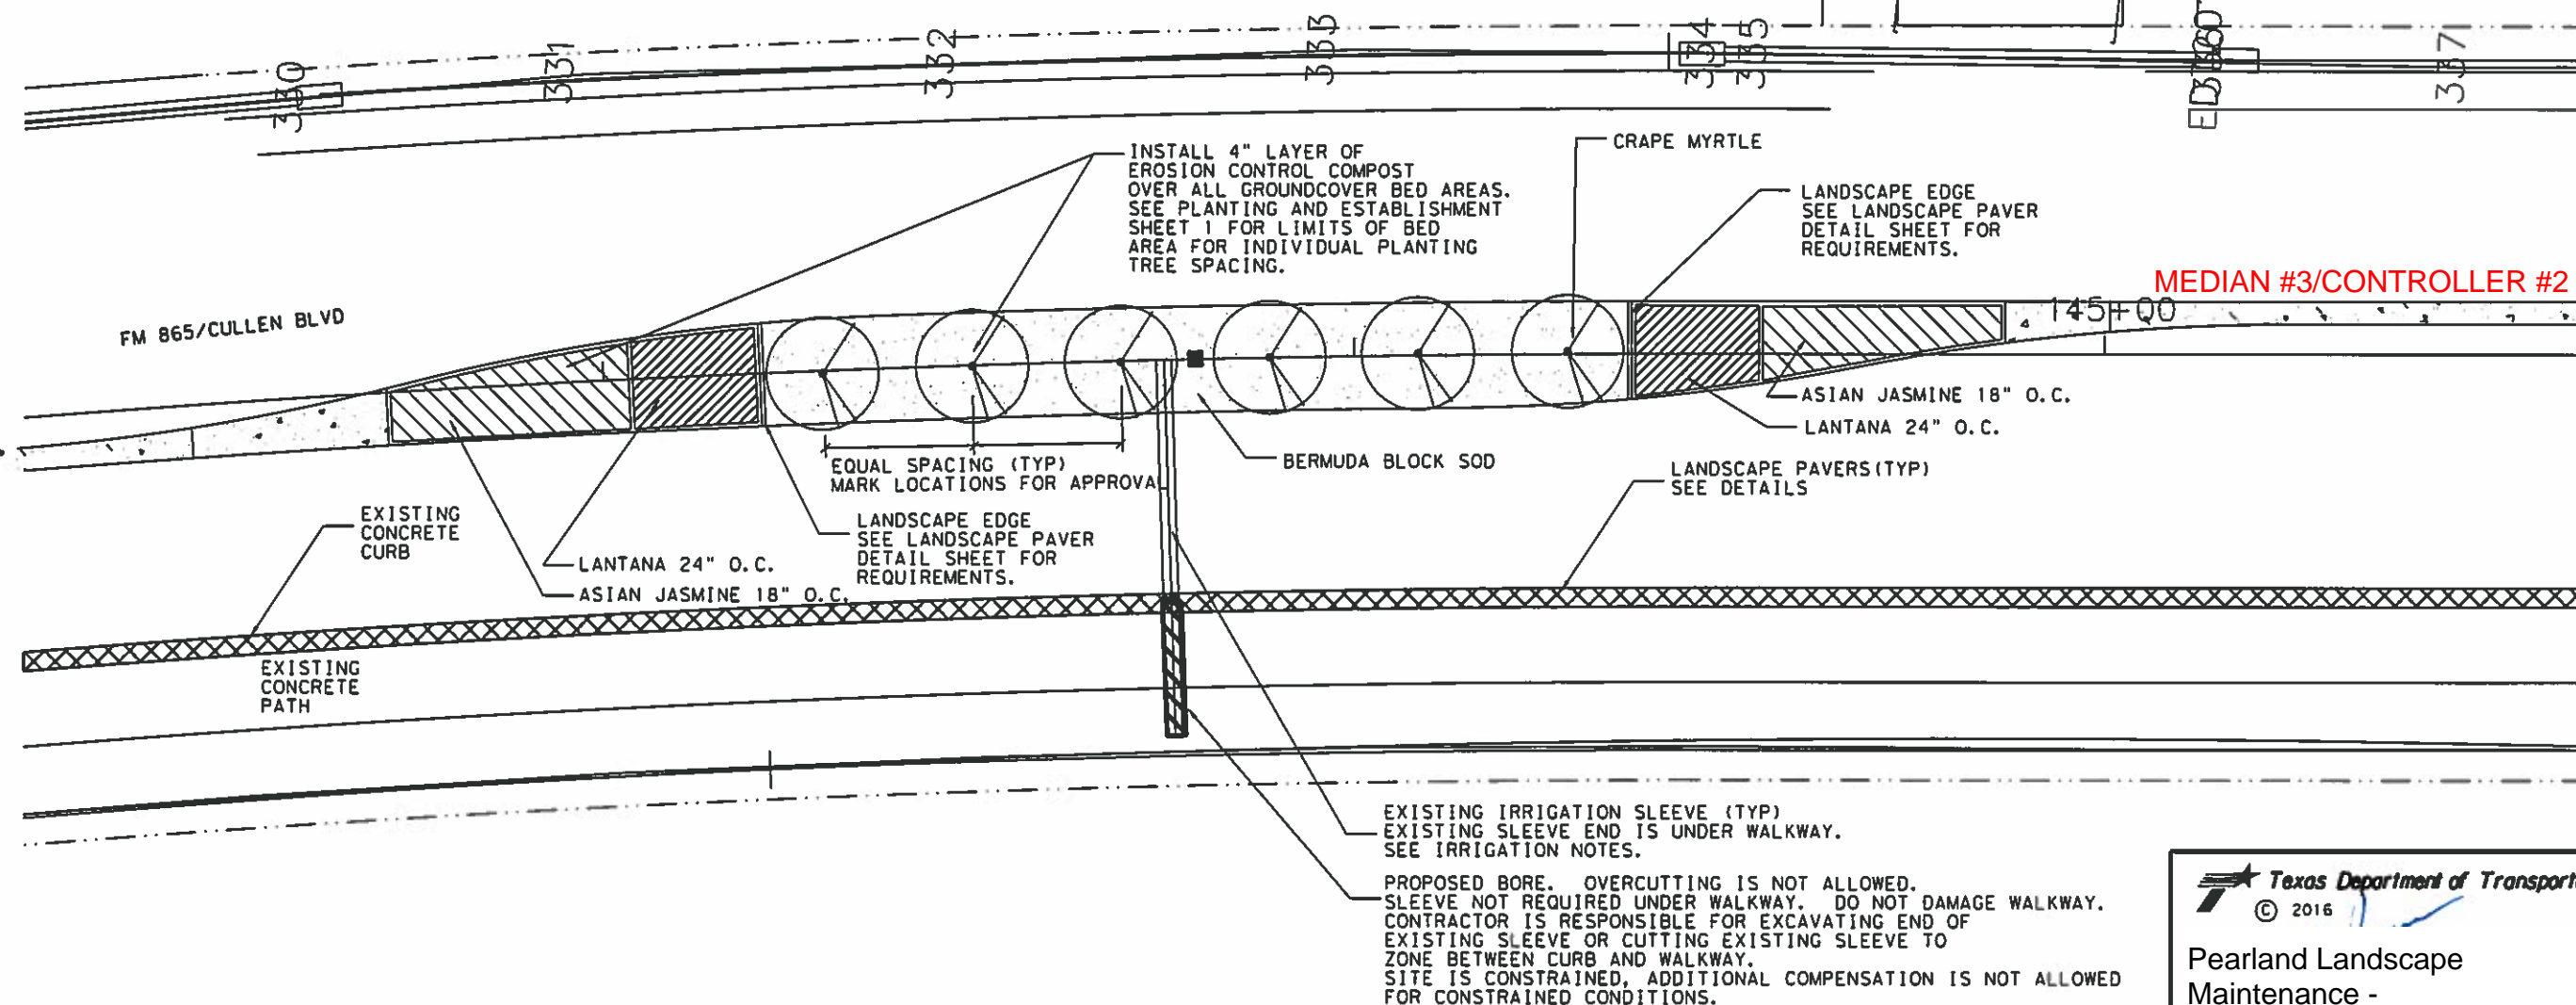 330
331
332
333
334
335
337
INSTALL 4" LAYER OF
EROSION CONTROL COMPOST
OVER ALL GROUNDCOVER BED AREAS.
SEE PLANTING AND ESTABLISHMENT
SHEET 1 FOR LIMITS OF BED
AREA FOR INDIVIDUAL PLANTING
TREE SPACING.
CRAPE MYRTLE
LANDSCAPE EDGE
SEE LANDSCAPE PAVER
DETAIL SHEET FOR
REQUIREMENTS.
MEDIAN #3/CONTROLLER #2
145+00
FM 865/CULLEN BLVD
ASIAN JASMINE 18" O.C.
LANTANA 24" O.C.
EQUAL SPACING (TYP)
MARK LOCATIONS FOR APPROVAL
BERMUDA BLOCK SOD
LANDSCAPE PAVERS(TYP)
SEE DETAILS
EXISTING
CONCRETE
CURB
LANDSCAPE EDGE
SEE LANDSCAPE PAVER
DETAIL SHEET FOR
REQUIREMENTS.
LANTANA 24" O.C.
ASIAN JASMINE 18" O.C.
EXISTING
CONCRETE
PATH
EXISTING IRRIGATION SLEEVE (TYP)
EXISTING SLEEVE END IS UNDER WALKWAY.
SEE IRRIGATION NOTES.
PROPOSED BORE. OVERCUTTING IS NOT ALLOWED.
SLEEVE NOT REQUIRED UNDER WALKWAY. DO NOT DAMAGE WALKWAY.
CONTRACTOR IS RESPONSIBLE FOR EXCAVATING END OF
EXISTING SLEEVE OR CUTTING EXISTING SLEEVE TO
ZONE BETWEEN CURB AND WALKWAY.
SITE IS CONSTRAINED, ADDITIONAL COMPENSATION IS NOT ALLOWED
FOR CONSTRAINED CONDITIONS.
Texas Department of Transport
© 2016
Pearland Landscape
Maintenance -